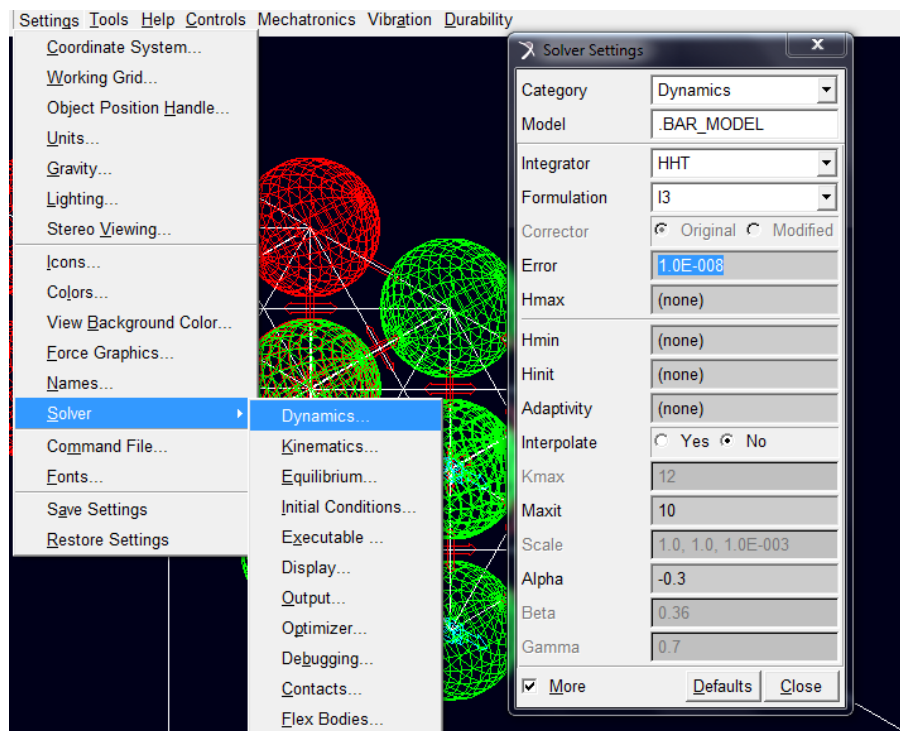 Settings Tools Help Controls Mechatronics Vibration Durability
Coordinate System...
Working Grid...
Object Position Handle...
Units...
Gravity...
Lighting...
Stereo Viewing...
Icons...
Colors...
View Background Color...
Force Graphics...
Names...
Solver
Command File...
Fonts...
Save Settings
Restore Settings
Dynamics...
Kinematics...
Equilibrium...
Initial Conditions...
Executable ...
Display...
Output...
Optimizer...
Debugging...
Contacts...
Flex Bodies...
Solver Settings x
Category Dynamics
Model .BAR_MODEL
Integrator HHT
Formulation I3
Corrector Original Modified
Error 1.0E-008
Hmax (none)
Hmin (none)
Hinit (none)
Adaptivity (none)
Interpolate Yes No
Kmax 12
Maxit 10
Scale 1.0, 1.0, 1.0E-003
Alpha -0.3
Beta 0.36
Gamma 0.7
More Defaults Close